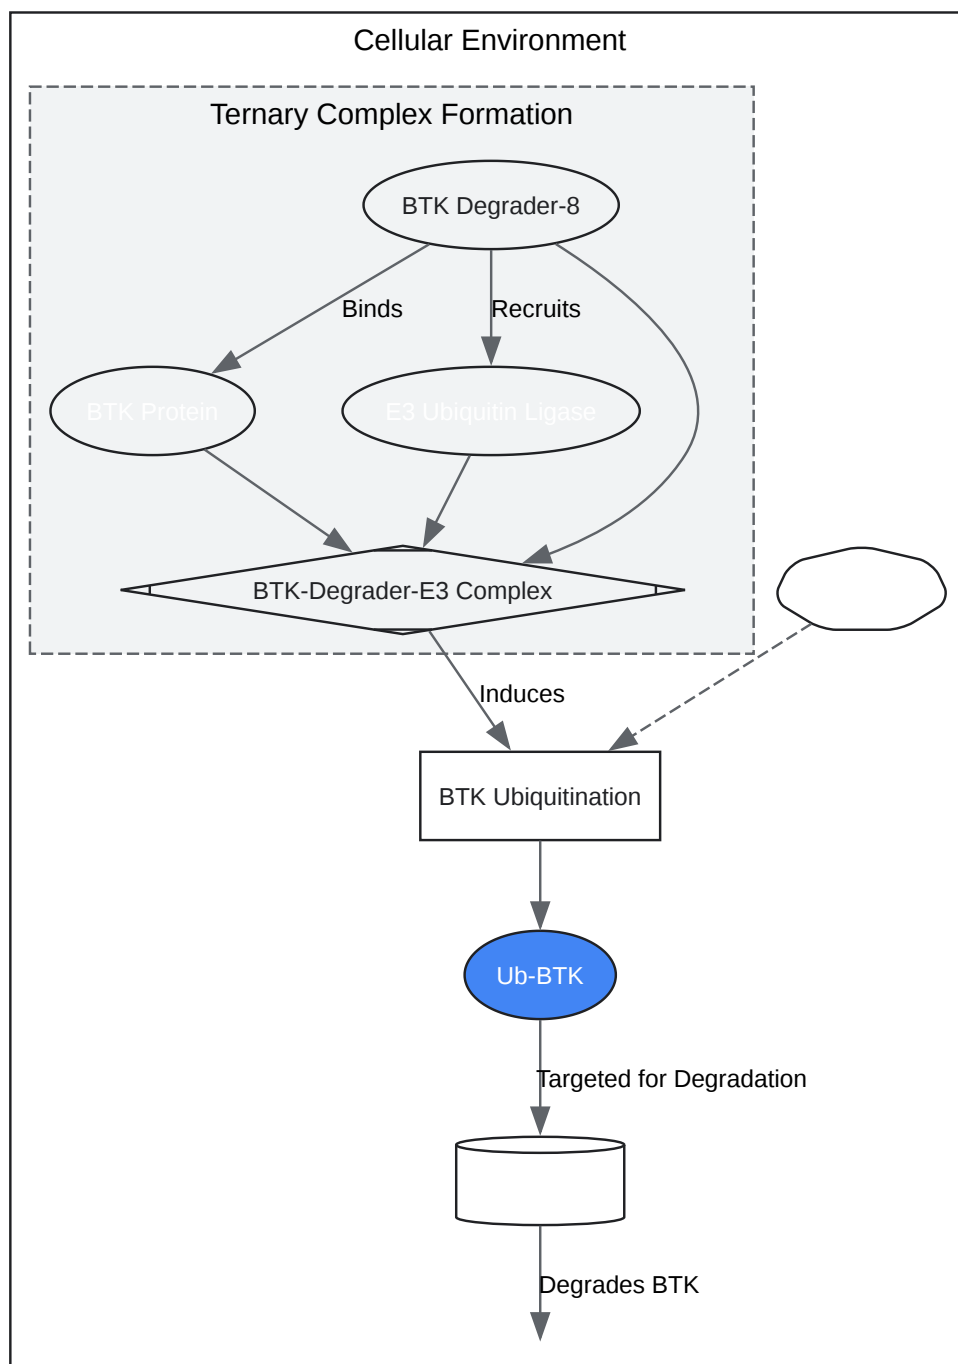 Cellular Environment
Ternary Complex Formation
BTK Degrader-8
Binds
Recruits
BTK Protein
E3 Ubiquitin Ligase
BTK-Degrader-E3 Complex
Induces
BTK Ubiquitination
Ub-BTK
Targeted for Degradation
Degrades BTK